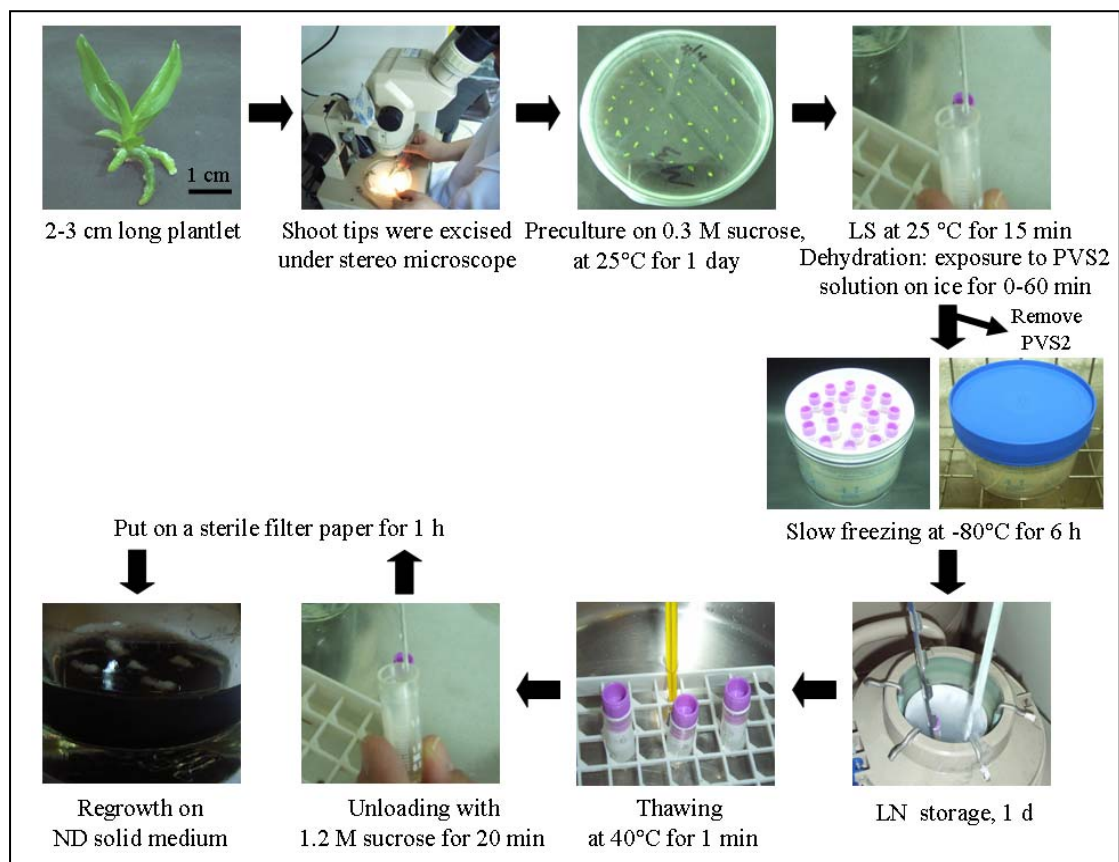 1 cm
2-3 cm long plantlet
Shoot tips were excised
under stereo microscope
Preculture on 0.3 M sucrose,
at 25°C for 1 day
LS at 25 °C for 15 min
Dehydration: exposure to PVS2
solution on ice for 0-60 min
Remove
PVS2
Slow freezing at -80°C for 6 h
LN storage, 1 d
Thawing
at 40°C for 1 min
Unloading with
1.2 M sucrose for 20 min
Put on a sterile filter paper for 1 h
Regrowth on
ND solid medium